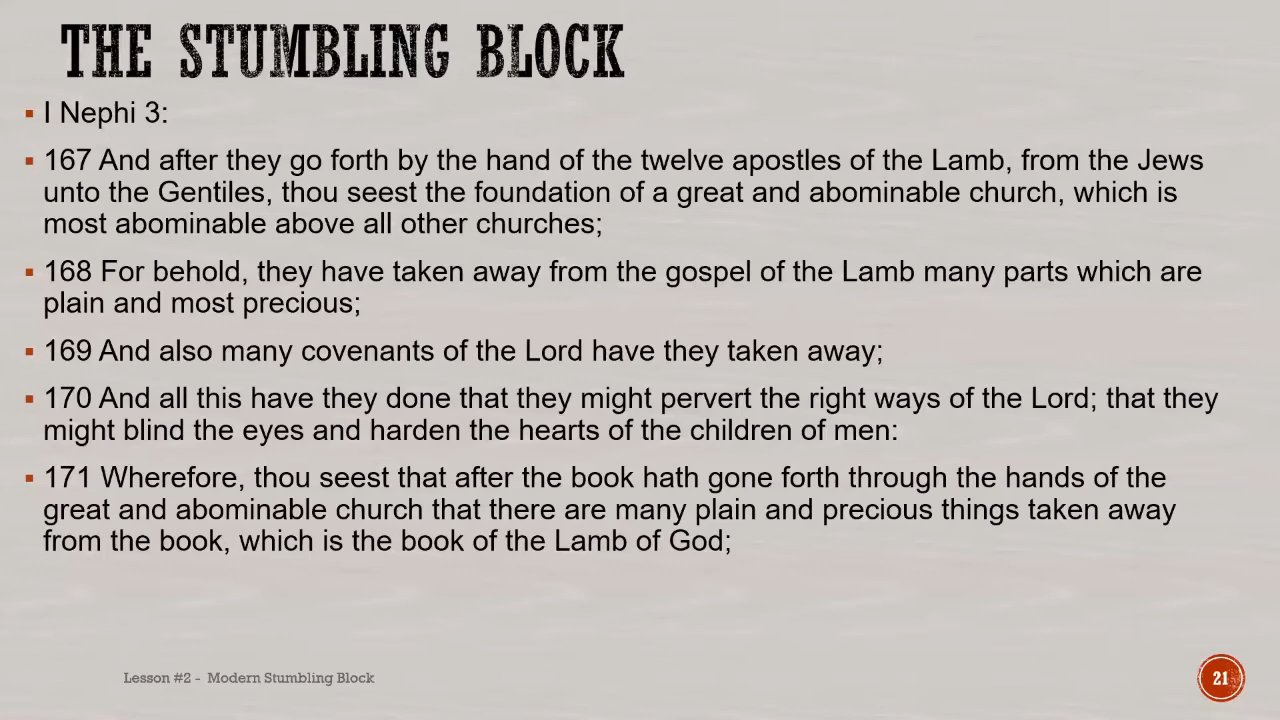 THE STUMBLING BLOCK
▪ I Nephi 3:
▪ 167 And after they go forth by the hand of the twelve apostles of the Lamb, from the Jews
unto the Gentiles, thou seest the foundation of a great and abominable church, which is
most abominable above all other churches;
▪ 168 For behold, they have taken away from the gospel of the Lamb many parts which are
plain and most precious;
▪ 169 And also many covenants of the Lord have they taken away;
▪ 170 And all this have they done that they might pervert the right ways of the Lord; that they
might blind the eyes and harden the hearts of the children of men:
▪ 171 Wherefore, thou seest that after the book hath gone forth through the hands of the
great and abominable church that there are many plain and precious things taken away
from the book, which is the book of the Lamb of God;
Lesson #2 - Modern Stumbling Block
21